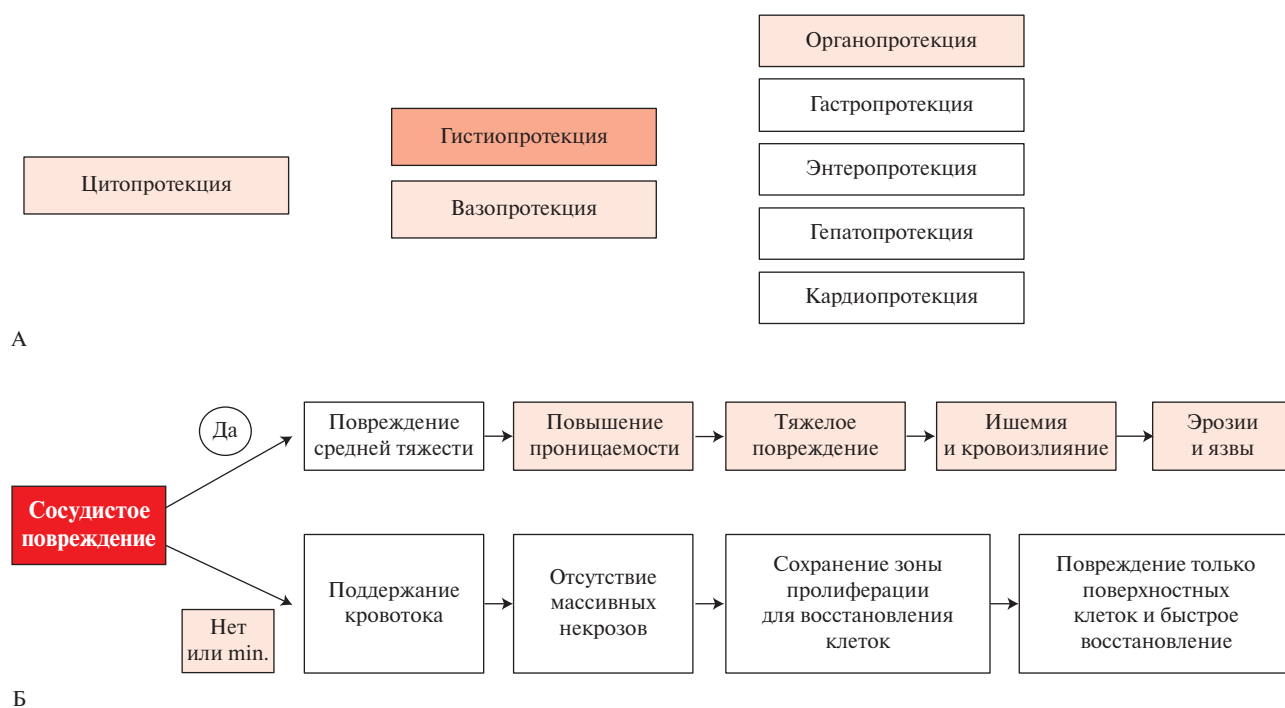 Цитопротекция
Гистиопротекция
Вазопротекция
Органопротекция
Гастропротекция
Энтеропротекция
Гепатопротекция
Кардиопротекция
А
Сосудистое
повреждение
Да
Повреждение
средней тяжести
Повышение
проницаемости
Тяжелое
повреждение
Ишемия
и кровоизлияние
Эрозии
и язвы
Нет
или min.
Поддержание
кровотока
Отсутствие
массивных
некрозов
Сохранение зоны
пролиферации
для восстановления
клеток
Повреждение только
поверхностных
клеток и быстрое
восстановление
Б